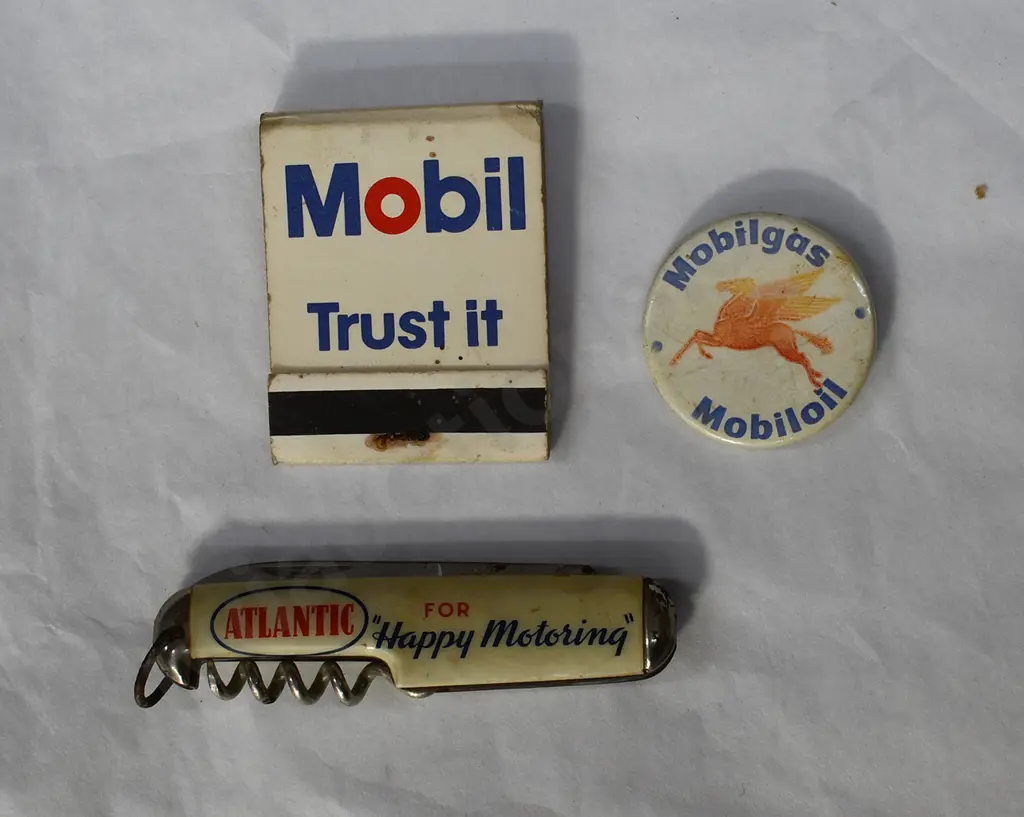 Mobil
Trust it
Mobilgas
Mobiloil
ATLANTIC
FOR
"Happy Motoring"